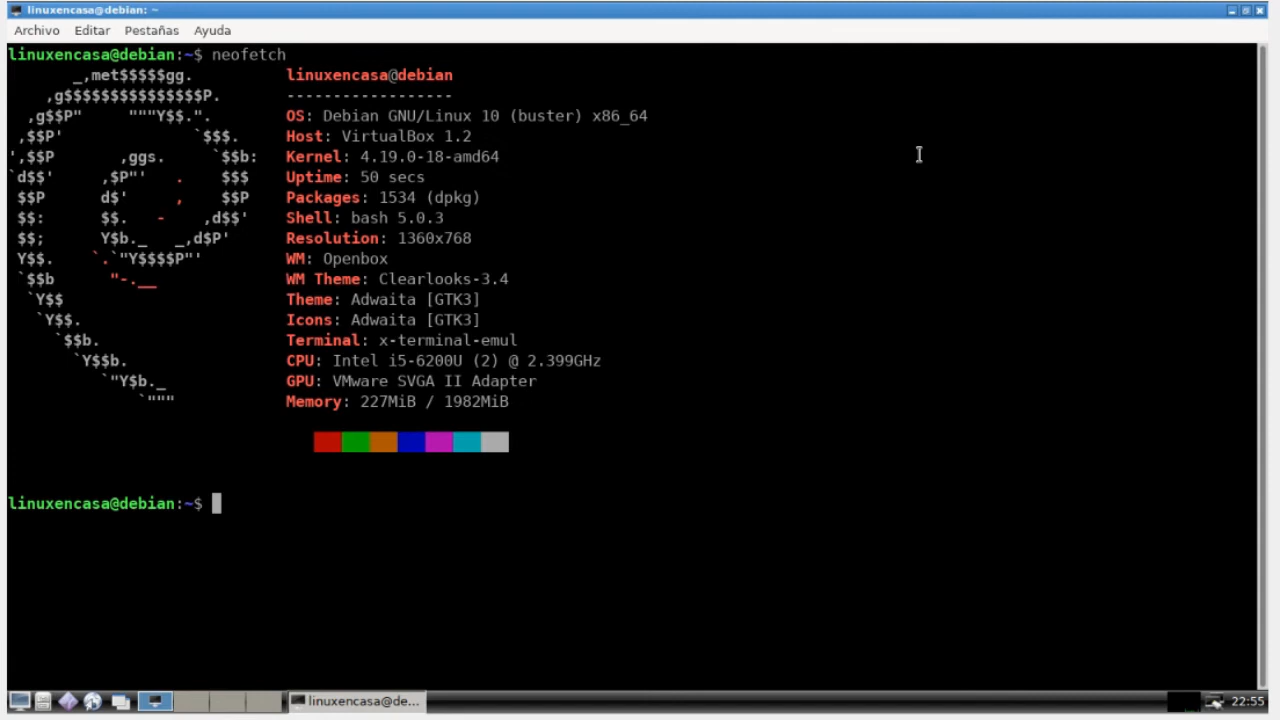 linuxencasa@debian: ~
Archivo Editar Pestañas Ayuda
linuxencasa@debian:~$ neofetch
       _,met$$$$$gg.          linuxencasa@debian
    ,g$$$$$$$$$$$$$$$P.       ------------------
  ,g$$P"     """Y$$.".        OS: Debian GNU/Linux 10 (buster) x86_64
 ,$$P'              `$$$.     Host: VirtualBox 1.2
',$$P       ,ggs.     `$$b:   Kernel: 4.19.0-18-amd64
`d$$'     ,$P"'   .    $$$    Uptime: 50 secs
 $$P      d$'     ,    $$P    Packages: 1534 (dpkg)
 $$:      $$.   -    ,d$$'    Shell: bash 5.0.3
 $$;      Y$b._   _,d$P'      Resolution: 1360x768
 Y$$.    `.`"Y$$$$P"'         WM: Openbox
 `$$b      "-.__              WM Theme: Clearlooks-3.4
  `Y$$                        Theme: Adwaita [GTK3]
   `Y$$.                      Icons: Adwaita [GTK3]
     `$$b.                    Terminal: x-terminal-emul
       `Y$$b.                 CPU: Intel i5-6200U (2) @ 2.399GHz
          `"Y$b._             GPU: VMware SVGA II Adapter
              `"""            Memory: 227MiB / 1982MiB
linuxencasa@debian:~$
linuxencasa@de...
22:55